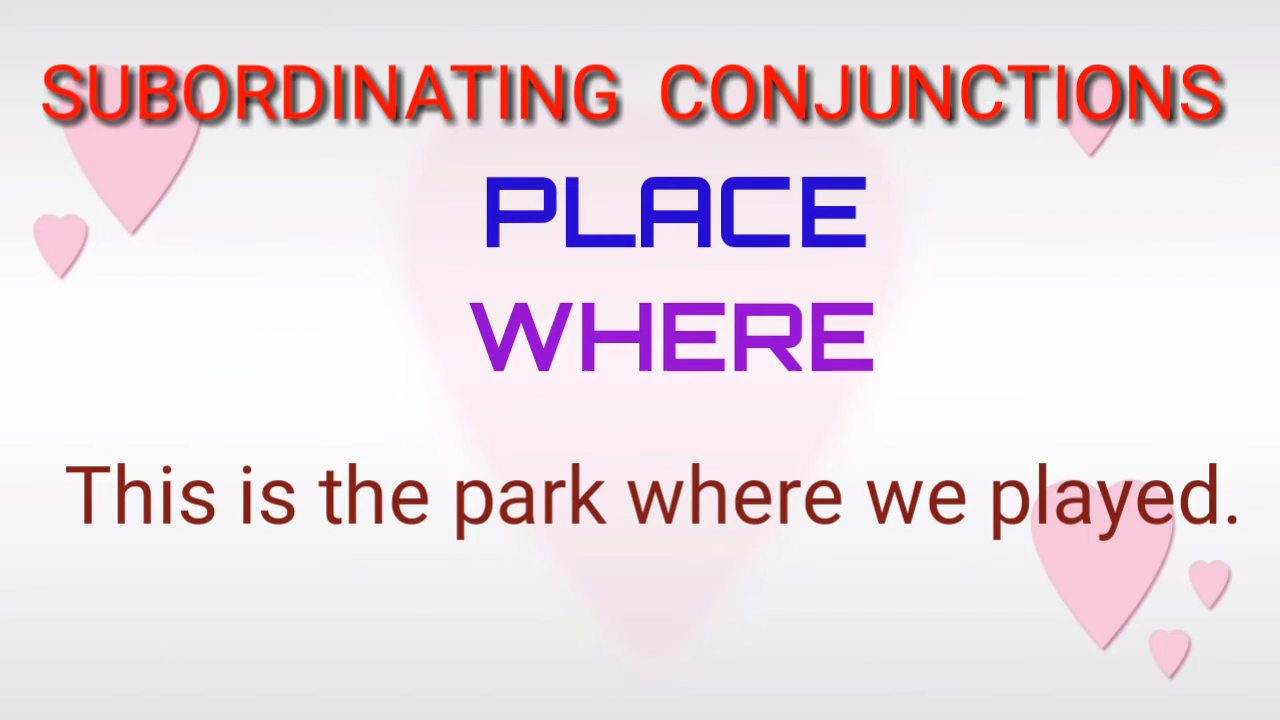 SUBORDINATING CONJUNCTIONS
PLACE
WHERE
This is the park where we played.